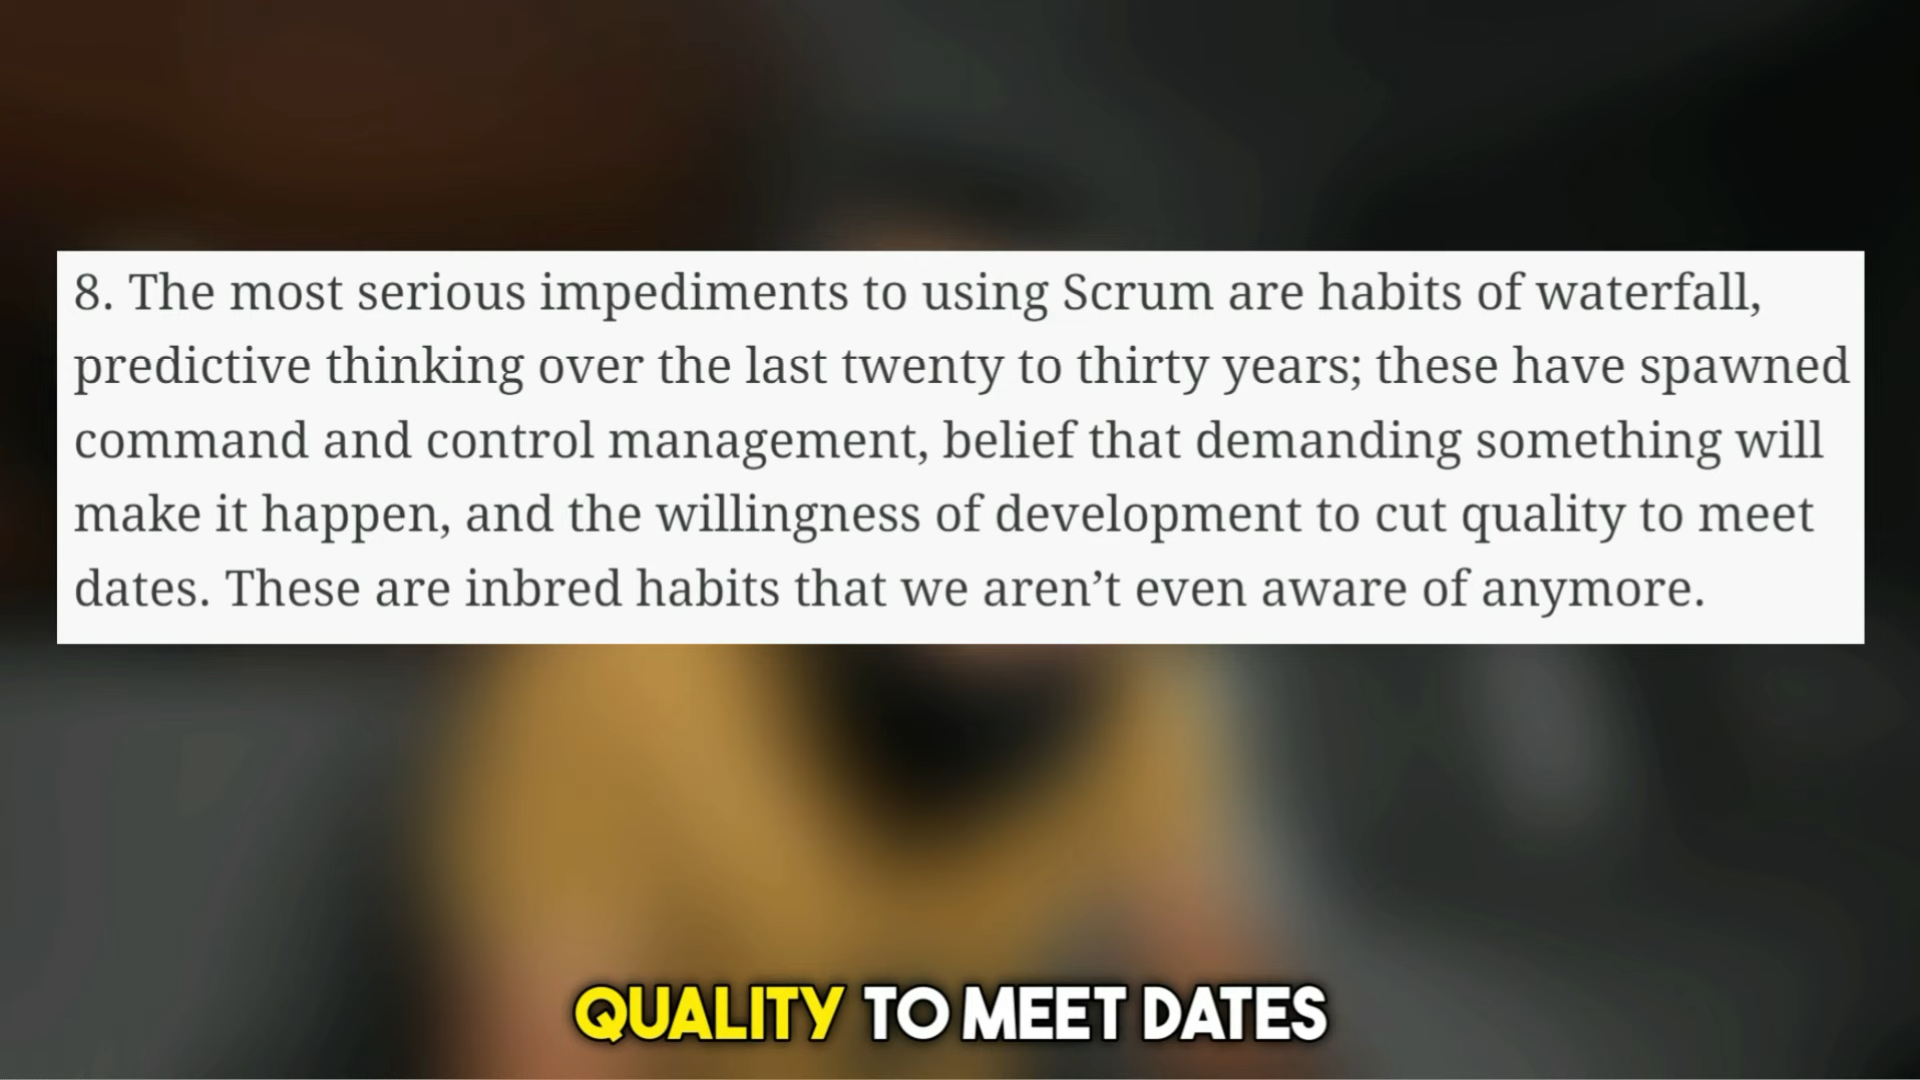 8. The most serious impediments to using Scrum are habits of waterfall,
predictive thinking over the last twenty to thirty years; these have spawned
command and control management, belief that demanding something will
make it happen, and the willingness of development to cut quality to meet
dates. These are inbred habits that we aren’t even aware of anymore.
QUALITY TO MEET DATES